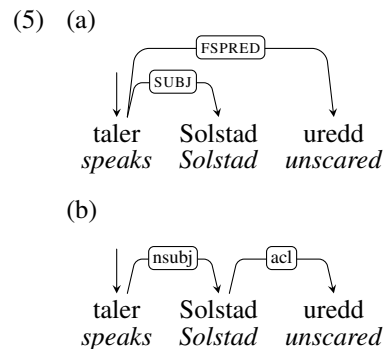 (5) (a)
FSPRED
SUBJ
taler Solstad uredd
speaks Solstad unscared
(b)
nsubj acl
taler Solstad uredd
speaks Solstad unscared